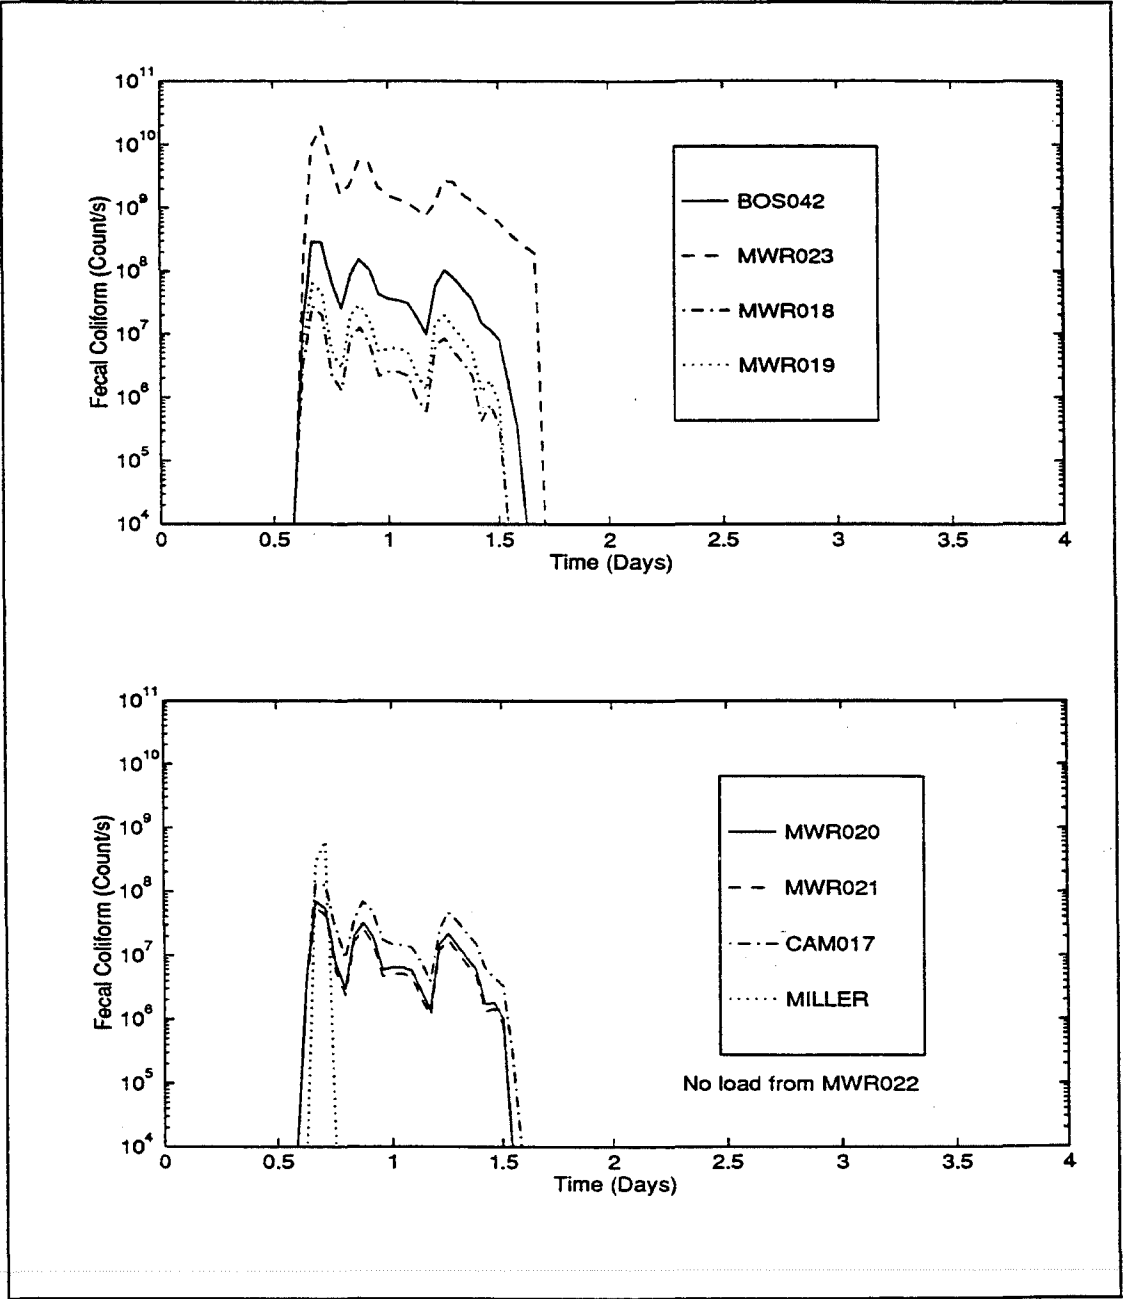 10^11
10^10
10^9
10^8
10^7
10^6
10^5
10^4
Fecal Coliform (Count/s)
0 0.5 1 1.5 2 2.5 3 3.5 4
Time (Days)
BOS042
MWR023
MWR018
MWR019
10^11
10^10
10^9
10^8
10^7
10^6
10^5
10^4
Fecal Coliform (Count/s)
0 0.5 1 1.5 2 2.5 3 3.5 4
Time (Days)
MWR020
MWR021
CAM017
MILLER
No load from MWR022